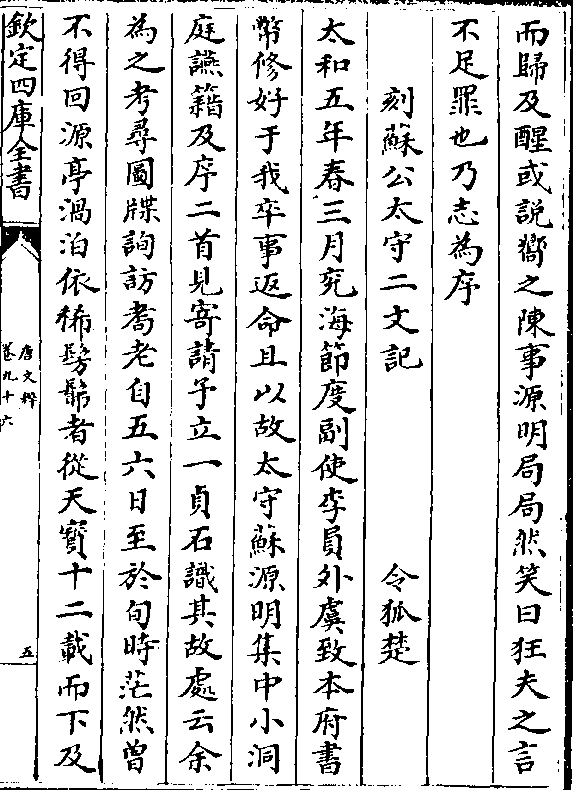 而歸及醒或説嚮之陳事源明局局然笑曰狂夫之言
不足罪也乃志為序
刻蘇公太守二文記 令狐楚
太和五年春三月兖海節度副使李員外虞致本府書
幣修好于我卒事返命且以故太守蘇源明集中小洞
庭讌籍及序二首見寄請予立一貞石識其故處云余
為之考尋圖牒詢訪耆老自五六日至於旬時茫然曾
不得回源亭渦泊依稀髣髴者從天寶十二載而下及
欽定四庫全書
唐文粹
卷九十六
五